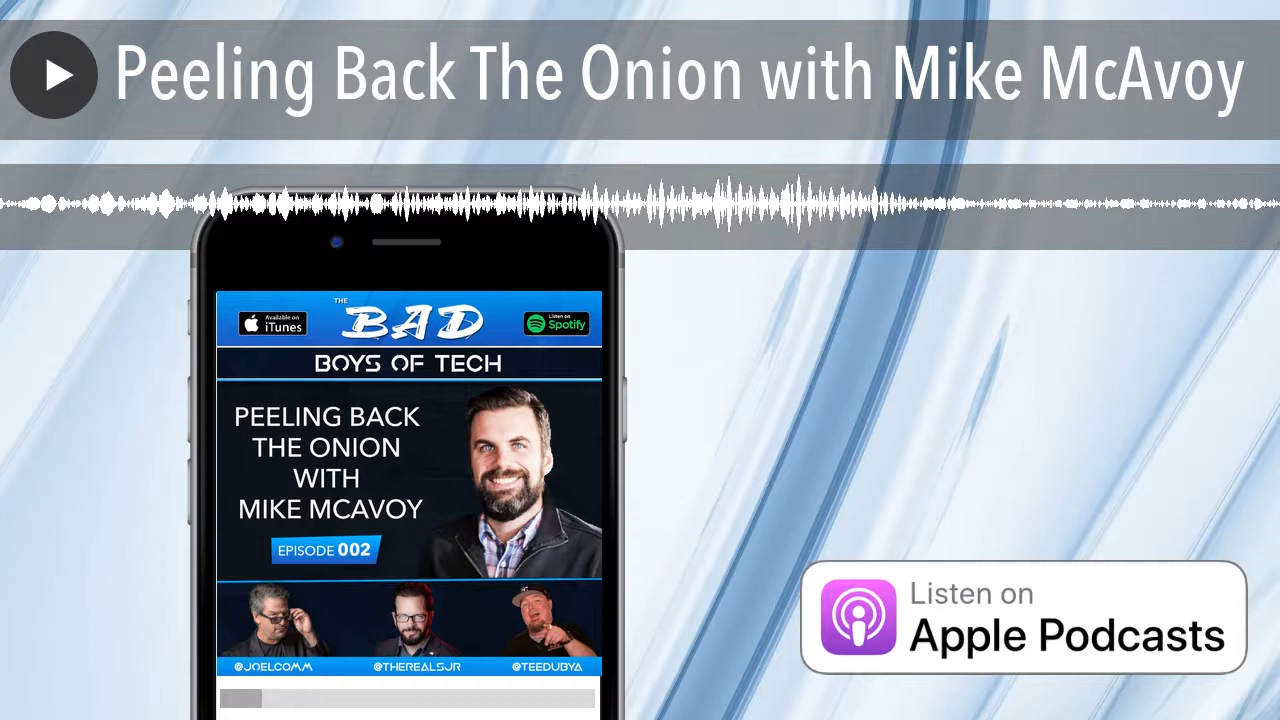 Peeling Back The Onion with Mike McAvoy
THE
Available on
iTunes
BAD
Listen on
Spotify
BOYS OF TECH
PEELING BACK
THE ONION
WITH
MIKE MCAVOY
EPISODE 002
@JOELCOMM
@THEREALSJR
@TEEDUBYA
Listen on
Apple Podcasts